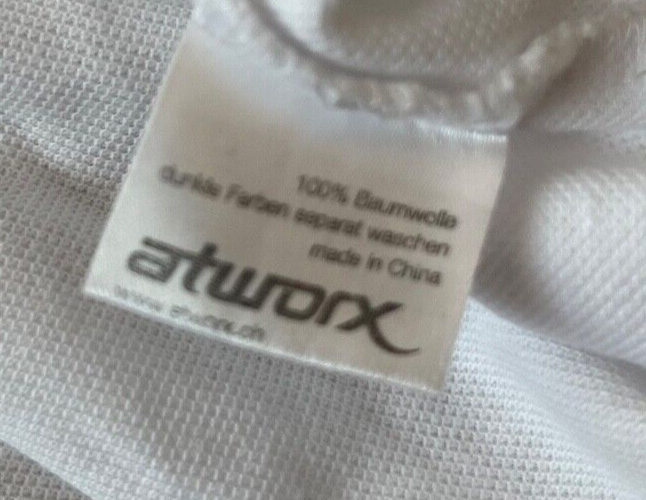 100% Baumwolle
dunkle Farben separat waschen
made in China
atworx